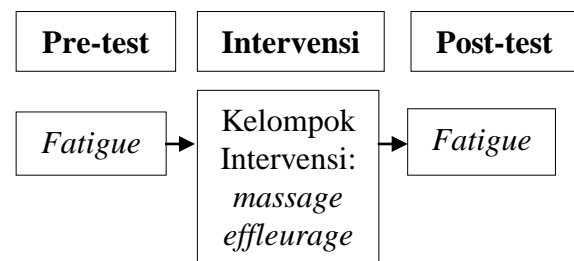 Pre-test
Intervensi
Post-test
Fatigue
Kelompok
Intervensi:
massage
effleurage
Fatigue